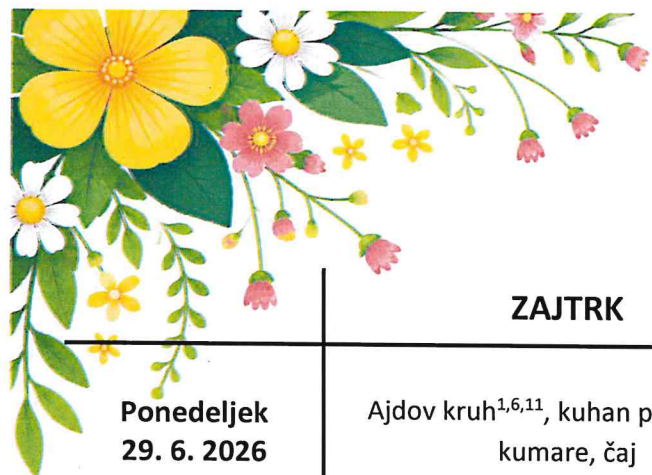 ZAJTRK
Ponedeljek
29. 6. 2026
Ajdov kruh1,6,11, kuhan p
kumare, čaj